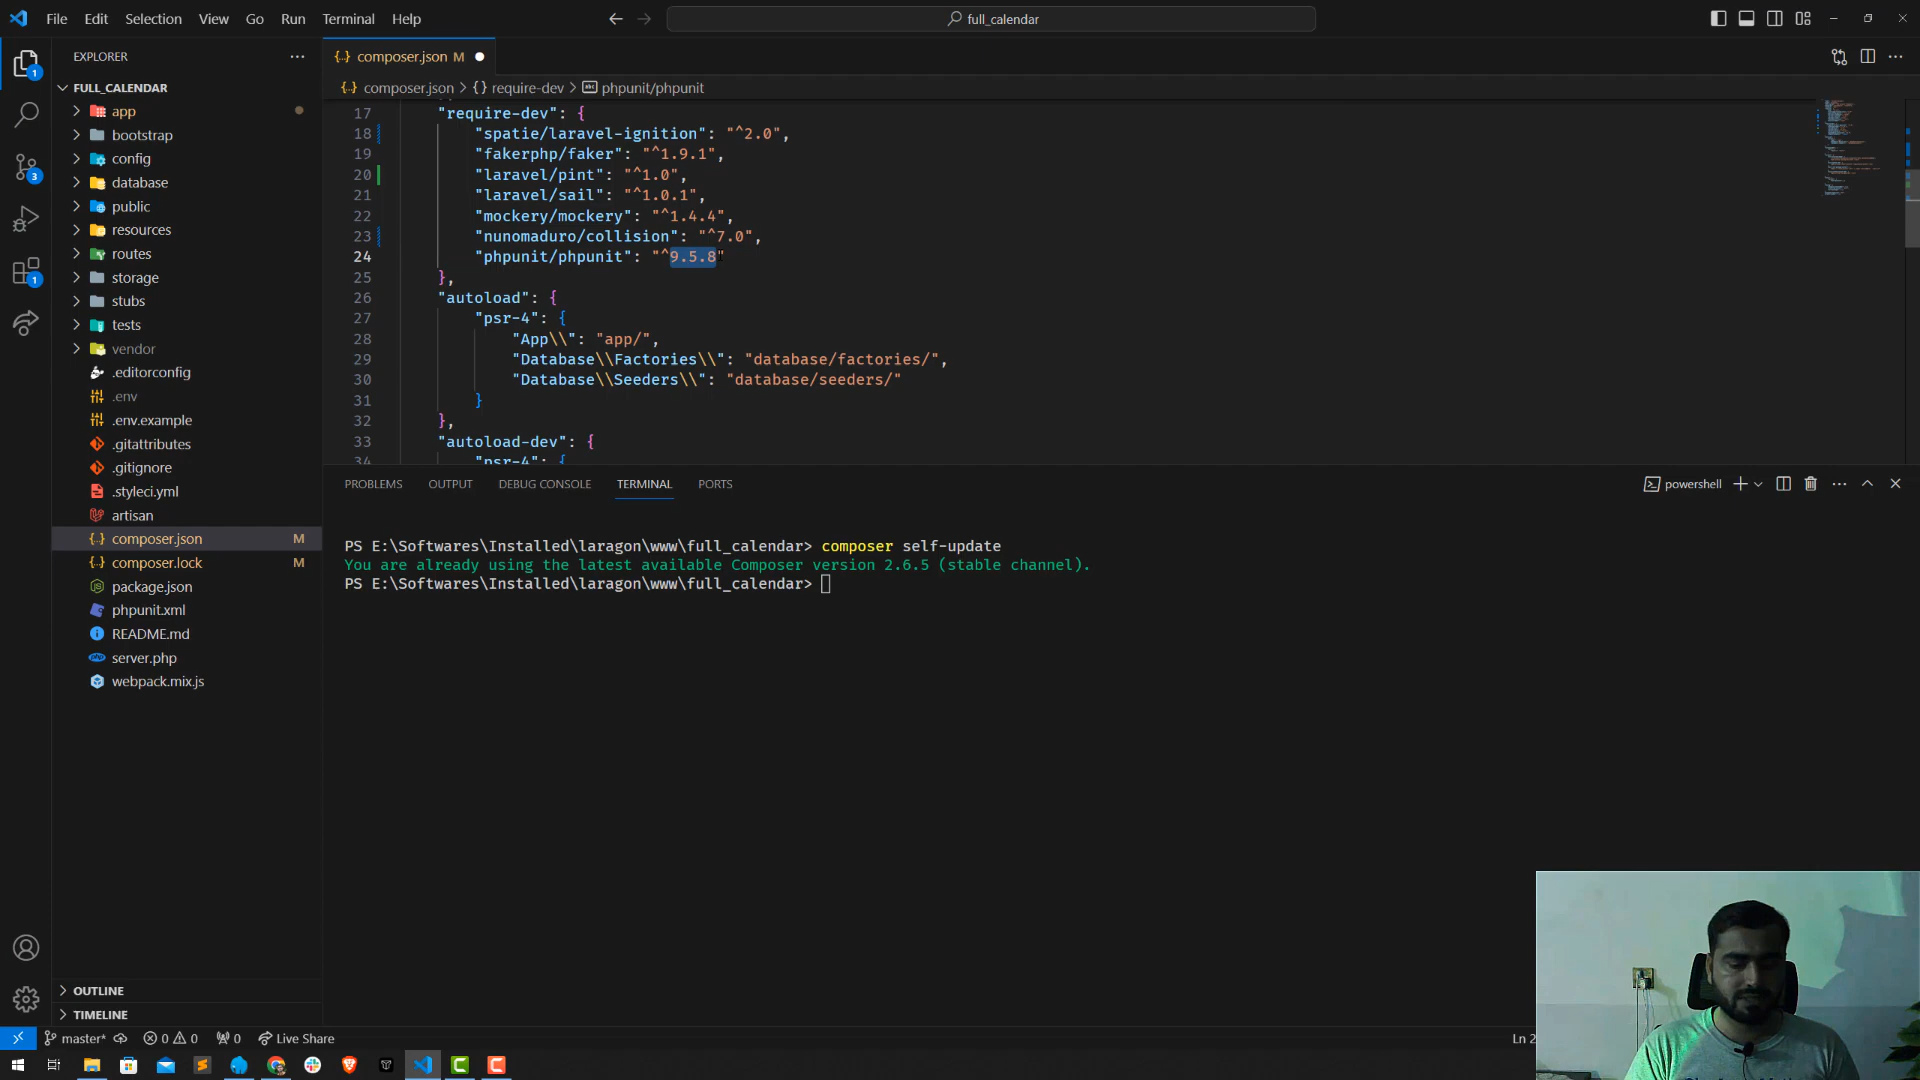 File Edit Selection View Go Run Terminal Help
full_calendar
EXPLORER
composer.json M
FULL_CALENDAR
composer.json > {} require-dev > phpunit/phpunit
app
bootstrap
config
database
public
resources
routes
storage
stubs
tests
vendor
.editorconfig
.env
.env.example
.gitattributes
.gitignore
.styleci.yml
artisan
composer.json M
composer.lock M
package.json
phpunit.xml
README.md
server.php
webpack.mix.js
OUTLINE
TIMELINE
17 "require-dev": {
18 "spatie/laravel-ignition": "^2.0",
19 "fakerphp/faker": "^1.9.1",
20 "laravel/pint": "^1.0",
21 "laravel/sail": "^1.0.1",
22 "mockery/mockery": "^1.4.4",
23 "nunomaduro/collision": "^7.0",
24 "phpunit/phpunit": "^9.5.8"
25 },
26 "autoload": {
27 "psr-4": {
28 "App\\": "app/",
29 "Database\\Factories\\": "database/factories/",
30 "Database\\Seeders\\": "database/seeders/"
31 }
32 },
33 "autoload-dev": {
34 "psr-4": {
PROBLEMS OUTPUT DEBUG CONSOLE TERMINAL PORTS
powershell
PS E:\Softwares\Installed\laragon\www\full_calendar> composer self-update
You are already using the latest available Composer version 2.6.5 (stable channel).
PS E:\Softwares\Installed\laragon\www\full_calendar>
master* 0 0 0 Live Share
Ln 2